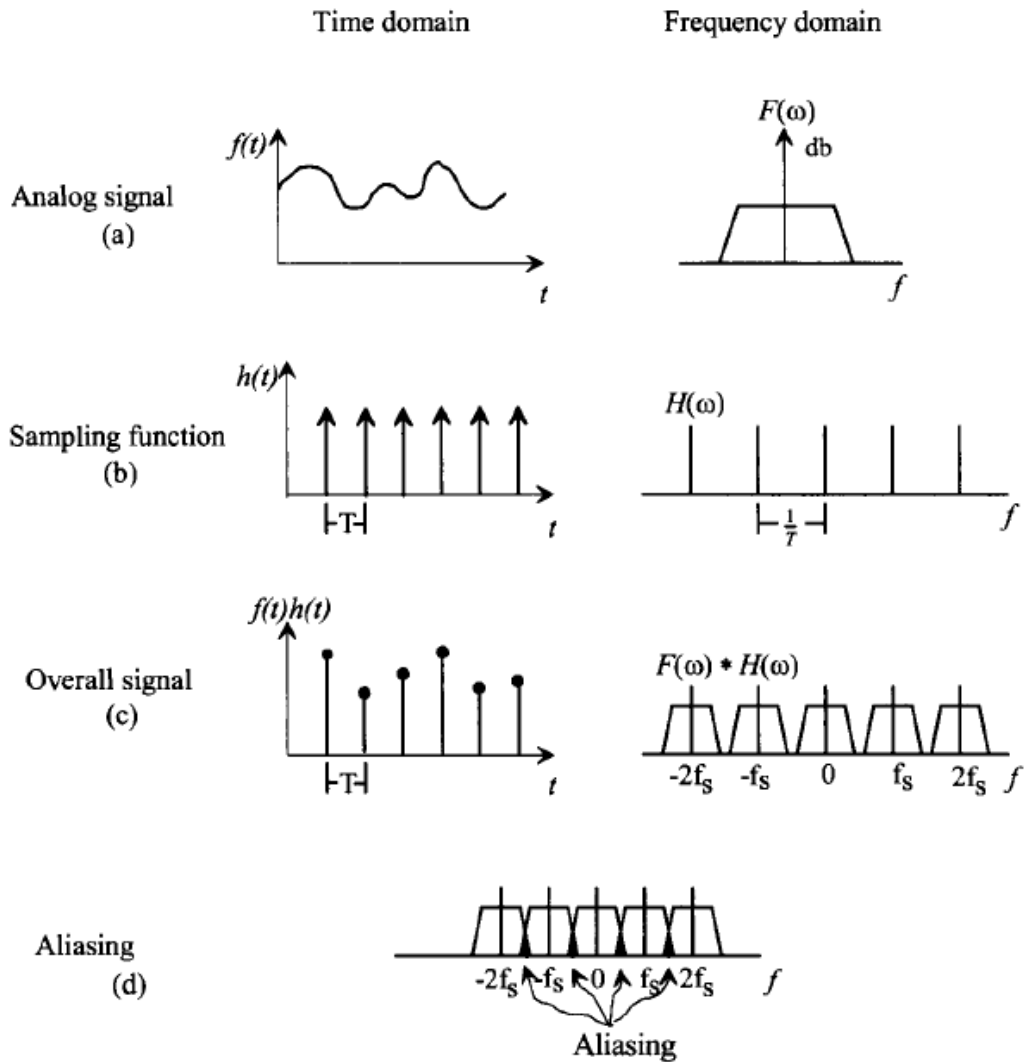 Time domain
Frequency domain
Analog signal
(a)
f(t)
t
F(ω)
db
f
Sampling function
(b)
h(t)
T
t
H(ω)
1/T
f
Overall signal
(c)
f(t)h(t)
T
t
F(ω) * H(ω)
-2fs -fs 0 fs 2fs f
Aliasing
(d)
-2fs -fs 0 fs 2fs f
Aliasing